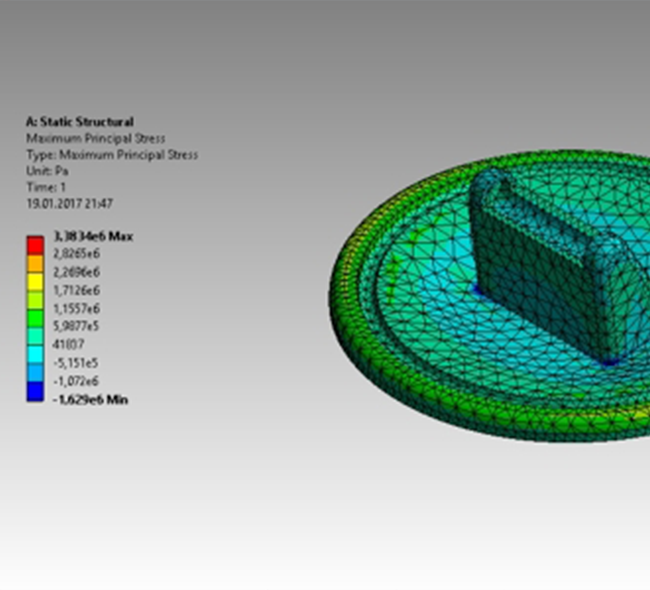 A: Static Structural
Maximum Principal Stress
Type: Maximum Principal Stress
Unit: Pa
Time: 1
19.01.2017 21:47
3,3834e6 Max
2,8265e6
2,2696e6
1,7126e6
1,1557e6
5,9877e5
41837
-5,151e5
-1,072e6
-1,629e6 Min